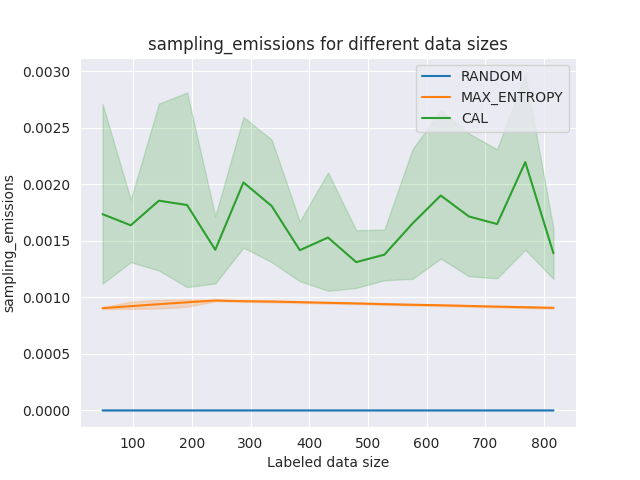 sampling_emissions for different data sizes
RANDOM
MAX_ENTROPY
CAL
sampling_emissions
0.0030
0.0025
0.0020
0.0015
0.0010
0.0005
0.0000
100 200 300 400 500 600 700 800
Labeled data size